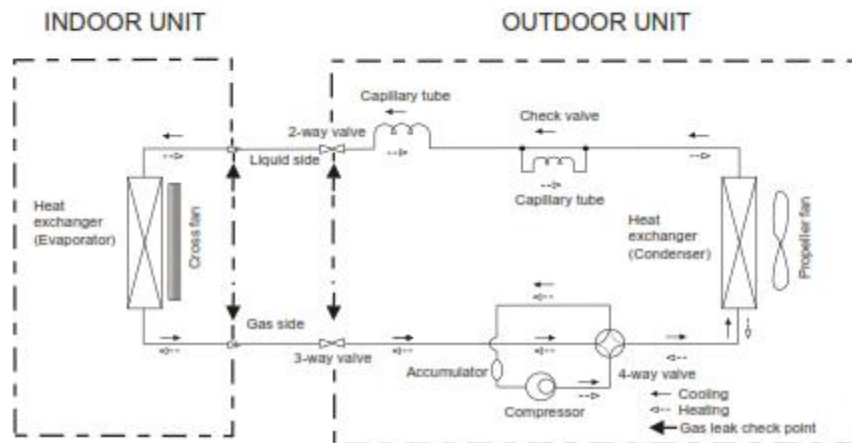 INDOOR UNIT
OUTDOOR UNIT
Capillary tube
Check valve
2-way valve
Liquid side
Capillary tube
Heat
exchanger
(Evaporator)
Cross fan
Heat
exchanger
(Condenser)
Propeller fan
Gas side
3-way valve
Accumulator
4-way valve
Compressor
Cooling
Heating
Gas leak check point